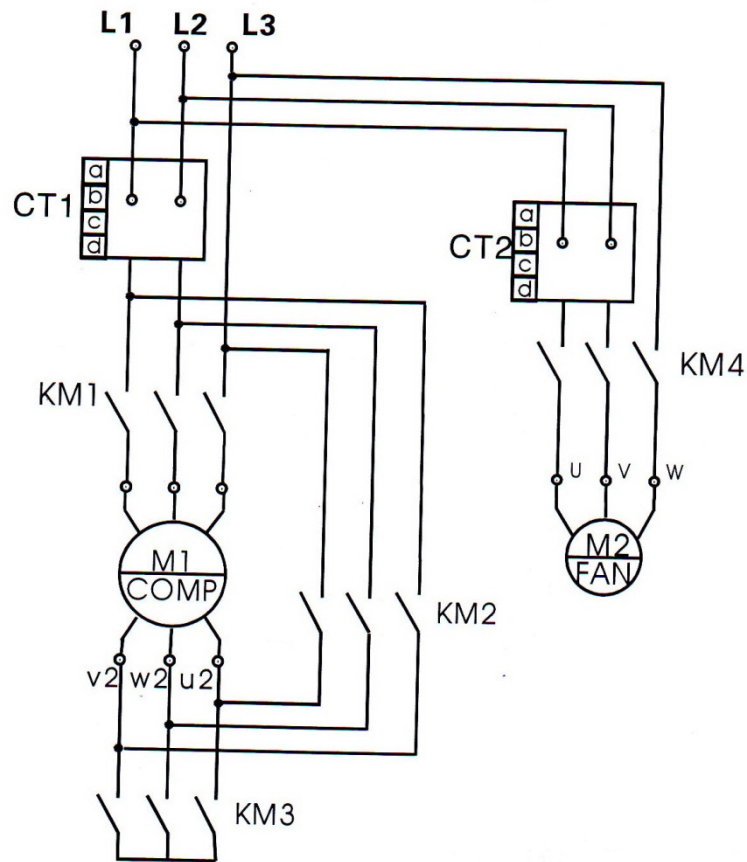 L1 L2 L3
a
b
c
d
CT1
a
b
c
d
CT2
KM1
KM4
U V W
M1
COMP
M2
FAN
KM2
v2 w2 u2
KM3